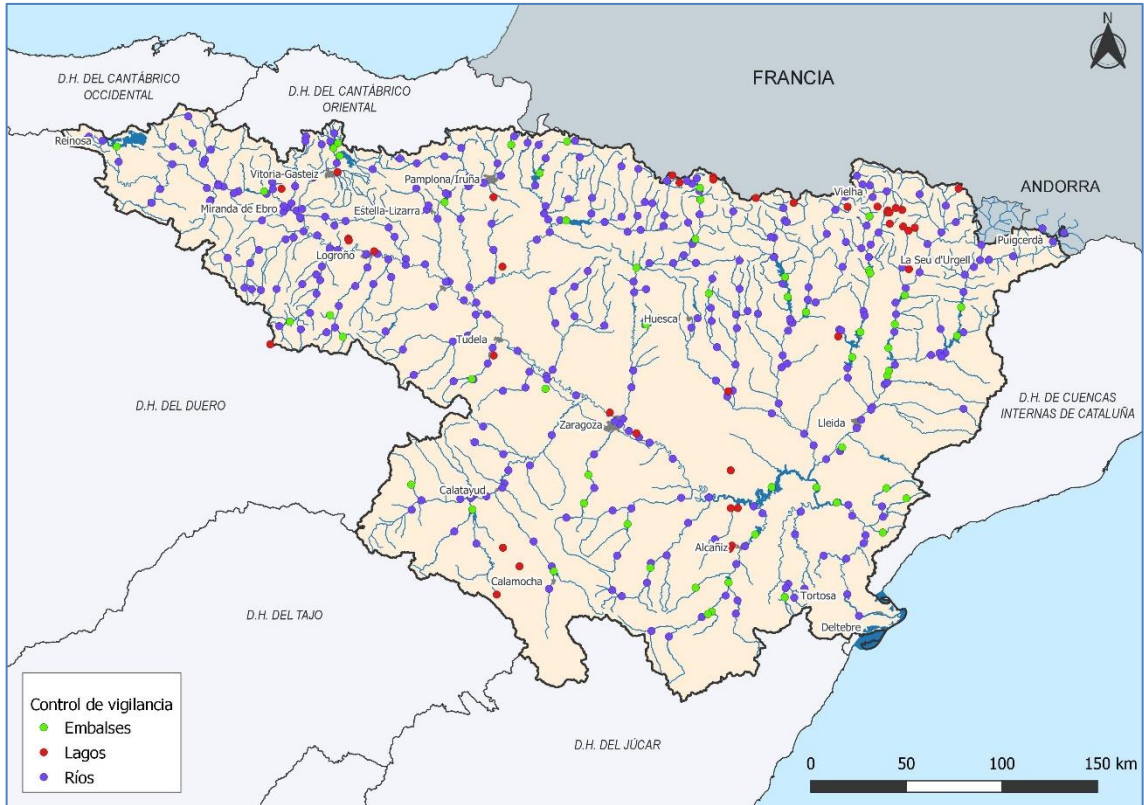 N
FRANCIA
D.H. DEL CANTÁBRICO
OCCIDENTAL
D.H. DEL CANTÁBRICO
ORIENTAL
Reinosa
Vitoria-Gasteiz
Pamplona/Iruña
Vielha
ANDORRA
Miranda de Ebro
Estella-Lizarra
Puigcerdà
Logroño
La Seu d'Urgell
Huesca
Tudela
D.H. DEL DUERO
D.H. DE CUENCAS
INTERNAS DE CATALUÑA
Zaragoza
Lleida
Calatayud
Alcañiz
Calamocha
Tortosa
D.H. DEL TAJO
Deltebre
Control de vigilancia
Embalses
Lagos
Ríos
D.H. DEL JÚCAR
0 50 100 150 km